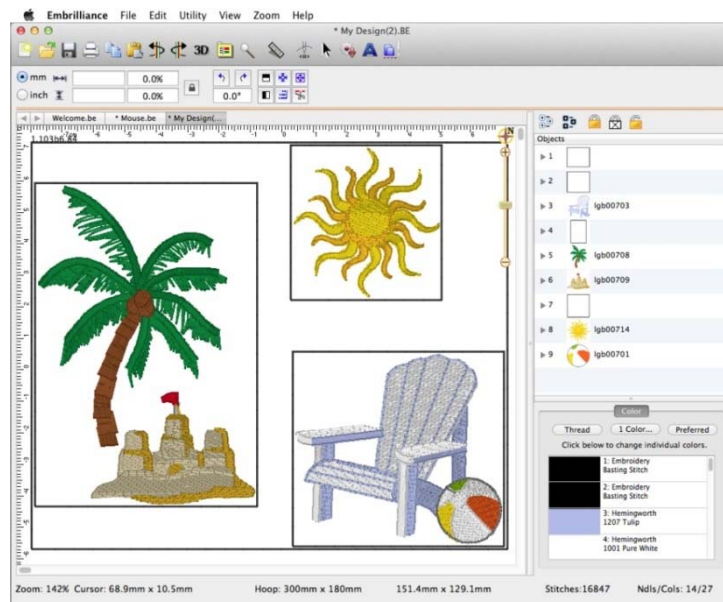 Embrilliance File Edit Utility View Zoom Help
* My Design(2).BE
3D A
mm 0.0% 0.0°
inch 0.0%
Welcome.be * Mouse.be * My Design(...
N
Objects
1
2
3 lgb00703
4
5 lgb00708
6 lgb00709
7
8 lgb00714
9 lgb00701
Color
Thread 1 Color... Preferred
Click below to change individual colors.
1: Embroidery
Basting Stitch
2: Embroidery
Basting Stitch
3: Hemingworth
1207 Tulip
4: Hemingworth
1001 Pure White
Zoom: 142% Cursor: 68.9mm x 10.5mm Hoop: 300mm x 180mm 151.4mm x 129.1mm Stitches:16847 Ndls/Cols: 14/27